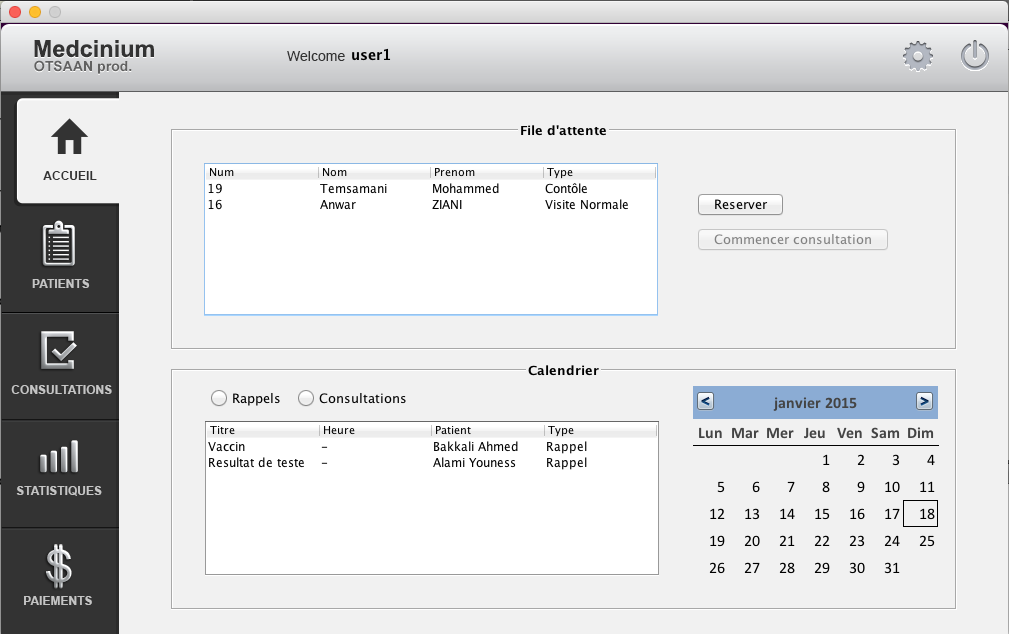 Medcinium
OTSAAN prod.
Welcome user1
ACCUEIL
PATIENTS
CONSULTATIONS
STATISTIQUES
PAIEMENTS
File d'attente
Num Nom Prenom Type
19 Temsamani Mohammed Contôle
16 Anwar ZIANI Visite Normale
Reserver
Commencer consultation
Calendrier
Rappels Consultations
Titre Heure Patient Type
Vaccin – Bakkali Ahmed Rappel
Resultat de teste – Alami Youness Rappel
< janvier 2015 >
Lun Mar Mer Jeu Ven Sam Dim
1 2 3 4
5 6 7 8 9 10 11
12 13 14 15 16 17 18
19 20 21 22 23 24 25
26 27 28 29 30 31